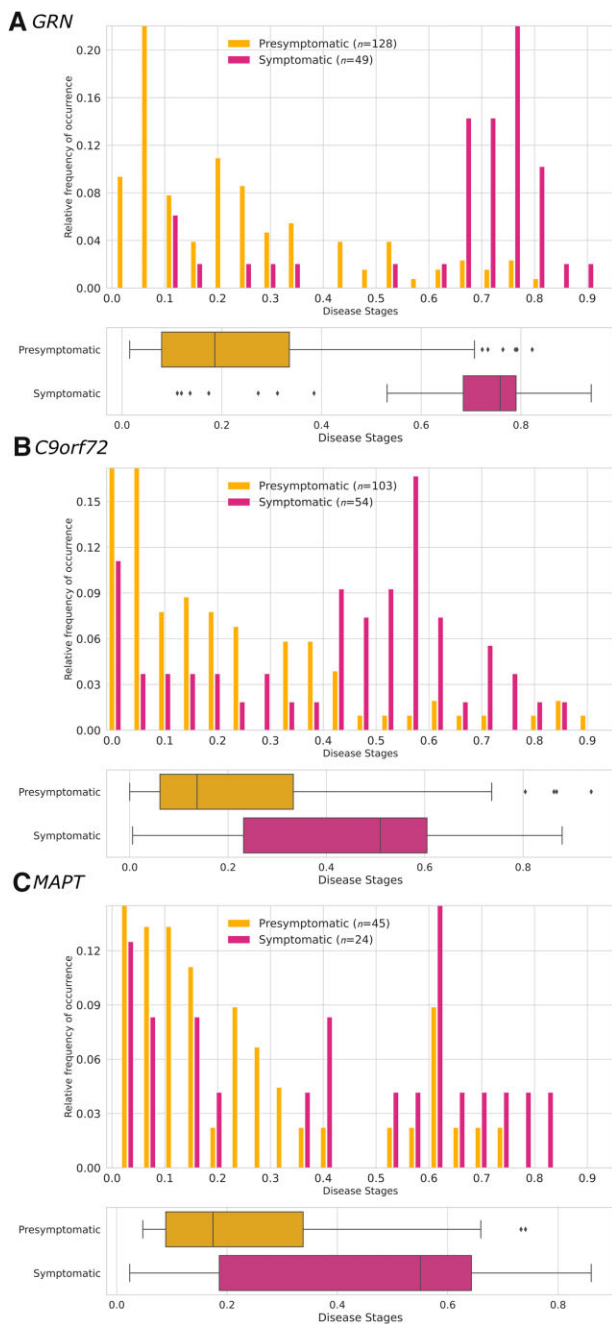 A GRN
Presymptomatic (n=128)
Symptomatic (n=49)
Relative frequency of occurrence
0.20
0.16
0.12
0.08
0.04
0.00
0.0 0.1 0.2 0.3 0.4 0.5 0.6 0.7 0.8 0.9
Disease Stages
Presymptomatic
Symptomatic
0.0 0.2 0.4 0.6 0.8
Disease Stages
B C9orf72
Presymptomatic (n=103)
Symptomatic (n=54)
Relative frequency of occurrence
0.15
0.12
0.09
0.06
0.03
0.00
0.0 0.1 0.2 0.3 0.4 0.5 0.6 0.7 0.8 0.9
Disease Stages
Presymptomatic
Symptomatic
0.0 0.2 0.4 0.6 0.8
Disease Stages
C MAPT
Presymptomatic (n=45)
Symptomatic (n=24)
Relative frequency of occurrence
0.12
0.09
0.06
0.03
0.00
0.0 0.1 0.2 0.3 0.4 0.5 0.6 0.7 0.8 0.9
Disease Stages
Presymptomatic
Symptomatic
0.0 0.2 0.4 0.6 0.8
Disease Stages